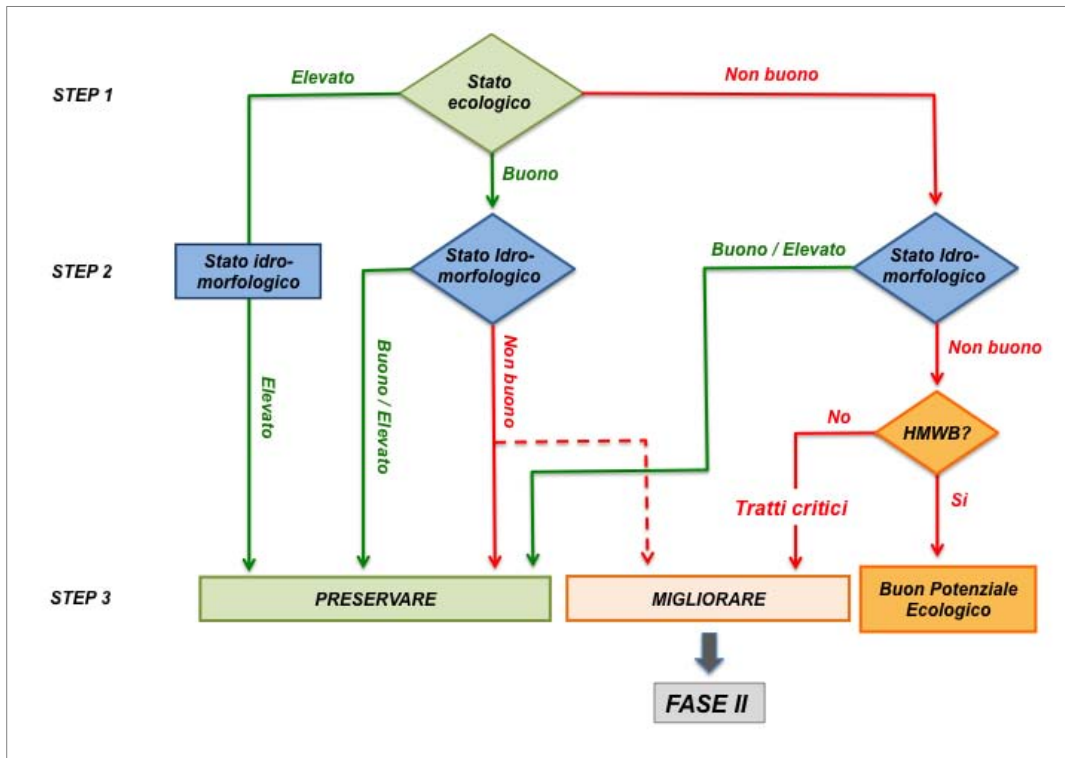 STEP 1
Elevato
Stato
ecologico
Non buono
Buono
STEP 2
Stato idro-
morfologico
Stato Idro-
morfologico
Buono / Elevato
Stato Idro-
morfologico
Elevato
Buono / Elevato
Non buono
Non buono
No
HMWB?
Tratti critici
Si
STEP 3
PRESERVARE
MIGLIORARE
Buon Potenziale
Ecologico
FASE II